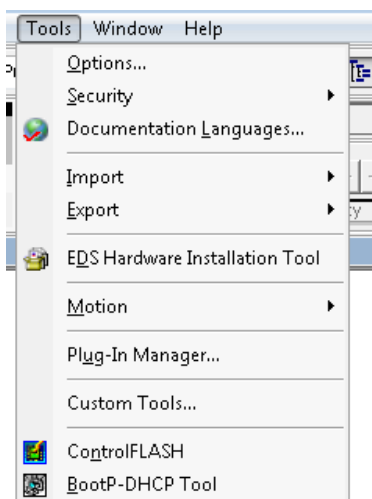 Tools Window Help
Options...
Security
Documentation Languages...
Import
Export
EDS Hardware Installation Tool
Motion
Plug-In Manager...
Custom Tools...
ControlFLASH
BootP-DHCP Tool